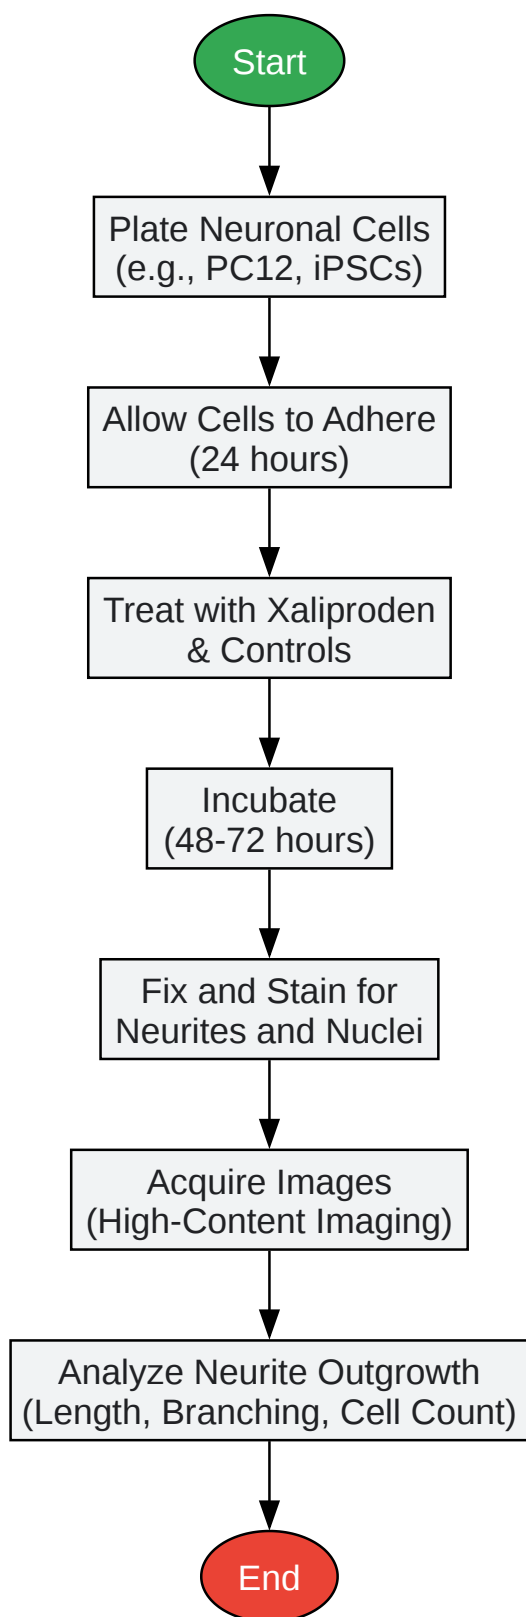 Start
Plate Neuronal Cells
(e.g., PC12, iPSCs)
Allow Cells to Adhere
(24 hours)
Treat with Xaliproden
& Controls
Incubate
(48-72 hours)
Fix and Stain for
Neurites and Nuclei
Acquire Images
(High-Content Imaging)
Analyze Neurite Outgrowth
(Length, Branching, Cell Count)
End